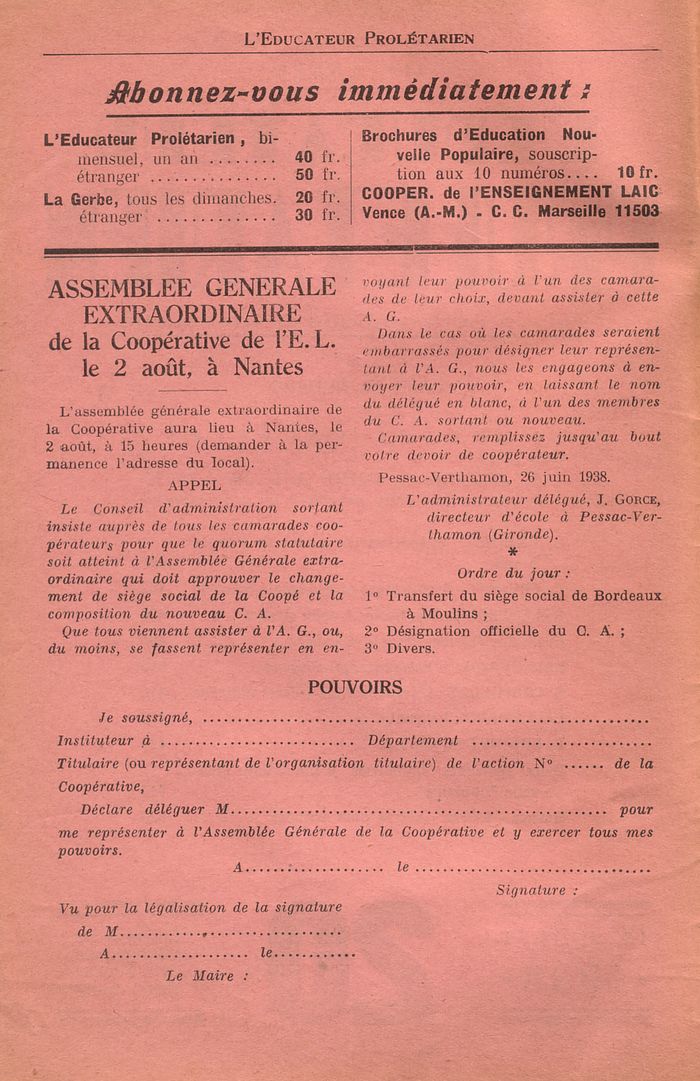 L'EDUCATEUR PROLÉTARIEN
Abonnez-vous immédiatement :
L'Educateur Prolétarien, bi-
mensuel, un an ........ 40 fr.
étranger ............... 50 fr.
La Gerbe, tous les dimanches. 20 fr.
étranger .............. 30 fr.
Brochures d'Education Nou-
velle Populaire, souscrip-
tion aux 10 numéros.... 10 fr.
COOPER. de l'ENSEIGNEMENT LAIC
Vence (A.-M.) - C. C. Marseille 11503
ASSEMBLEE GENERALE
EXTRAORDINAIRE
de la Coopérative de l'E. L.
le 2 août, à Nantes
L'assemblée générale extraordinaire de
la Coopérative aura lieu à Nantes, le
2 août, à 15 heures (demander à la per-
manence l'adresse du local).
APPEL
Le Conseil d'administration sortant
insiste auprès de tous les camarades coo-
pérateurs pour que le quorum statutaire
soit atteint à l'Assemblée Générale extra-
ordinaire qui doit approuver le change-
ment de siège social de la Coopé et la
composition du nouveau C. A.
Que tous viennent assister à l'A. G., ou,
du moins, se fassent représenter en en-
voyant leur pouvoir à l'un des camara-
des de leur choix, devant assister à cette
A. G.
Dans le cas où les camarades seraient
embarrassés pour désigner leur représen-
tant à l'A. G., nous les engageons à en-
voyer leur pouvoir, en laissant le nom
du délégué en blanc, à l'un des membres
du C. A. sortant ou nouveau.
Camarades, remplissez jusqu'au bout
votre devoir de coopérateur.
Pessac-Verthamon, 26 juin 1938.
L'administrateur délégué, J. GORCE,
directeur d'école à Pessac-Ver-
thamon (Gironde).
*
Ordre du jour :
1° Transfert du siège social de Bordeaux
à Moulins ;
2° Désignation officielle du C. A. ;
3° Divers.
POUVOIRS
Je soussigné, ....................................................................
Instituteur à .............................. Département ............................
Titulaire (ou représentant de l'organisation titulaire) de l'action N° ...... de la
Coopérative,
Déclare déléguer M.......................................................... pour
me représenter à l'Assemblée Générale de la Coopérative et y exercer tous mes
pouvoirs.
A..................... le ....................................
Signature :
Vu pour la légalisation de la signature
de M..................................
A..................... le.............
Le Maire :